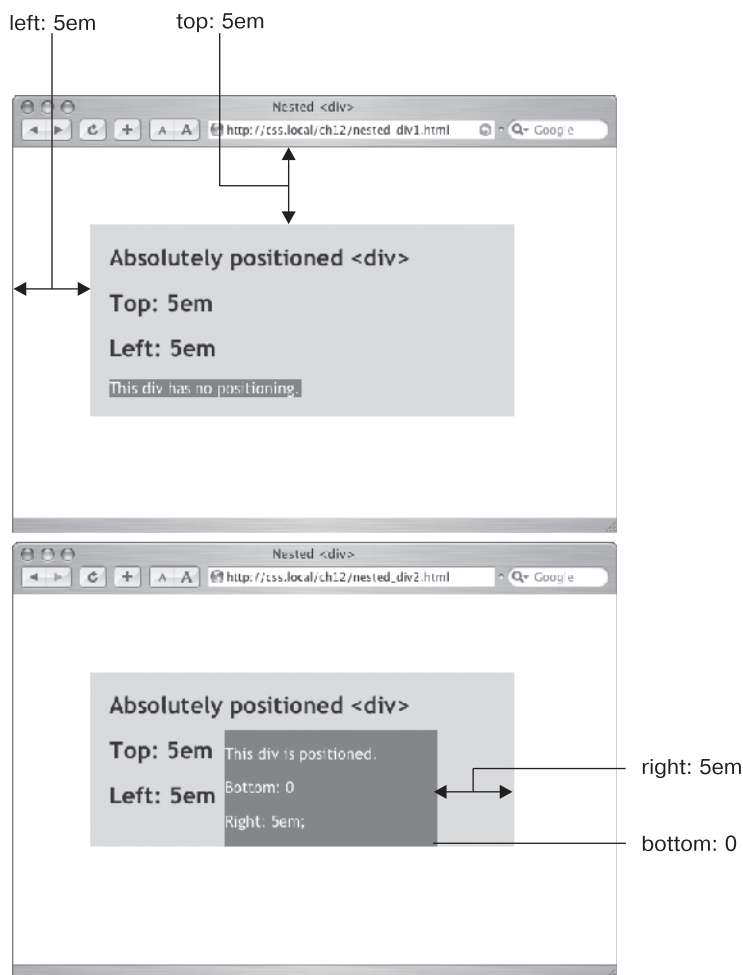 left: 5em
top: 5em
Nested <div>
A A
http://css.local/ch12/nested_div1.html
Google
Absolutely positioned <div>
Top: 5em
Left: 5em
This div has no positioning.
Nested <div>
A A
http://css.local/ch12/nested_div2.html
Google
Absolutely positioned <div>
Top: 5em
Left: 5em
This div is positioned.
Bottom: 0
Right: 5em;
right: 5em
bottom: 0